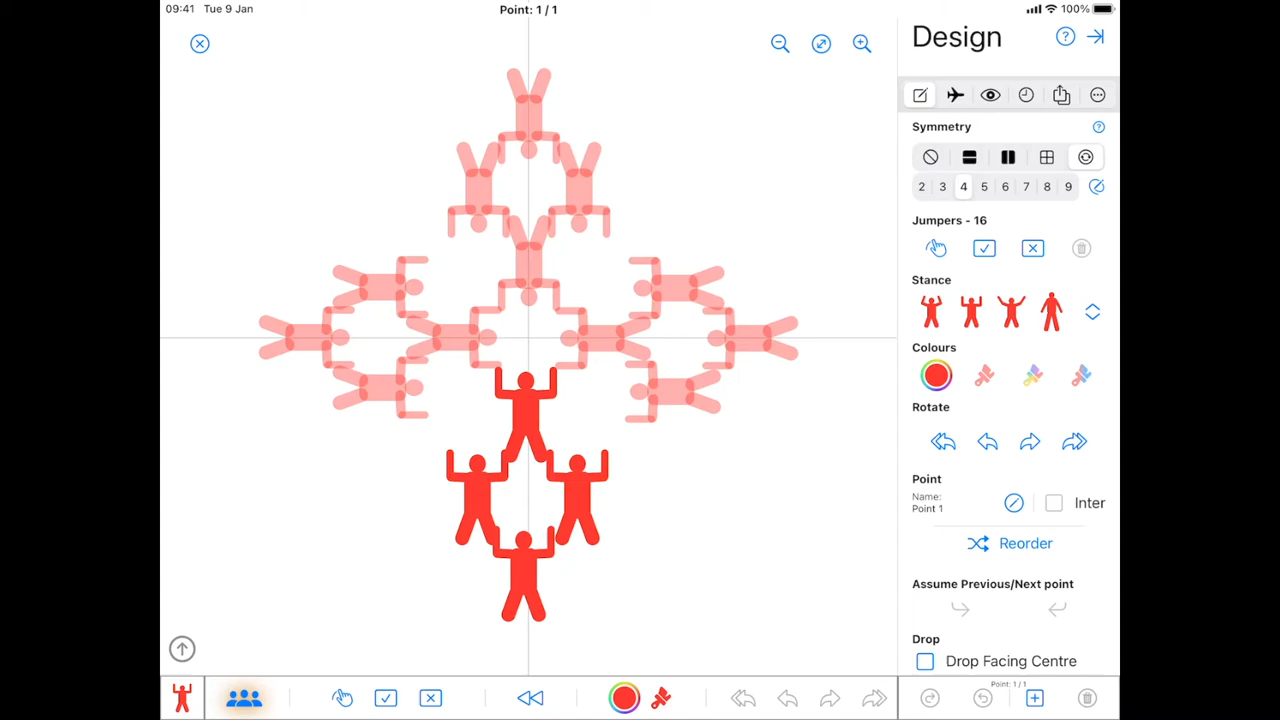 09:41 Tue 9 Jan
Point: 1 / 1
100%
Design
Symmetry
2 3 4 5 6 7 8 9
Jumpers - 16
Stance
Colours
Rotate
Point
Name:
Point 1
Inter
Reorder
Assume Previous/Next point
Drop
Drop Facing Centre
Point: 1 / 1